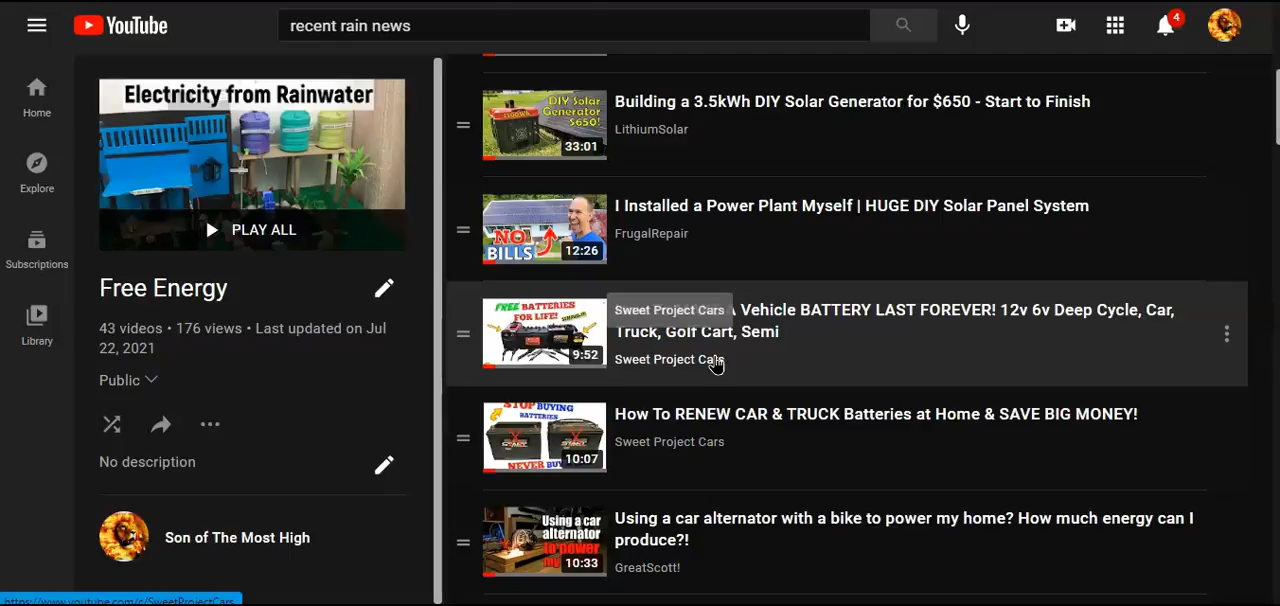 YouTube
recent rain news
4
Home
Explore
Subscriptions
Library
Electricity from Rainwater
PLAY ALL
Free Energy
43 videos • 176 views • Last updated on Jul
22, 2021
Public
No description
Son of The Most High
DIY Solar
Generator
$650!
33:01
Building a 3.5kWh DIY Solar Generator for $650 - Start to Finish
LithiumSolar
NO
BILLS
12:26
I Installed a Power Plant Myself | HUGE DIY Solar Panel System
FrugalRepair
FREE BATTERIES
FOR LIFE!
9:52
Sweet Project Cars
Vehicle BATTERY LAST FOREVER! 12v 6v Deep Cycle, Car,
Truck, Golf Cart, Semi
Sweet Project Cars
STOP BUYING
BATTERIES
10:07
How To RENEW CAR & TRUCK Batteries at Home & SAVE BIG MONEY!
Sweet Project Cars
Using a car
alternator
to power
my
10:33
Using a car alternator with a bike to power my home? How much energy can I
produce?!
GreatScott!
https://www.youtube.com/c/SweetProjectCars